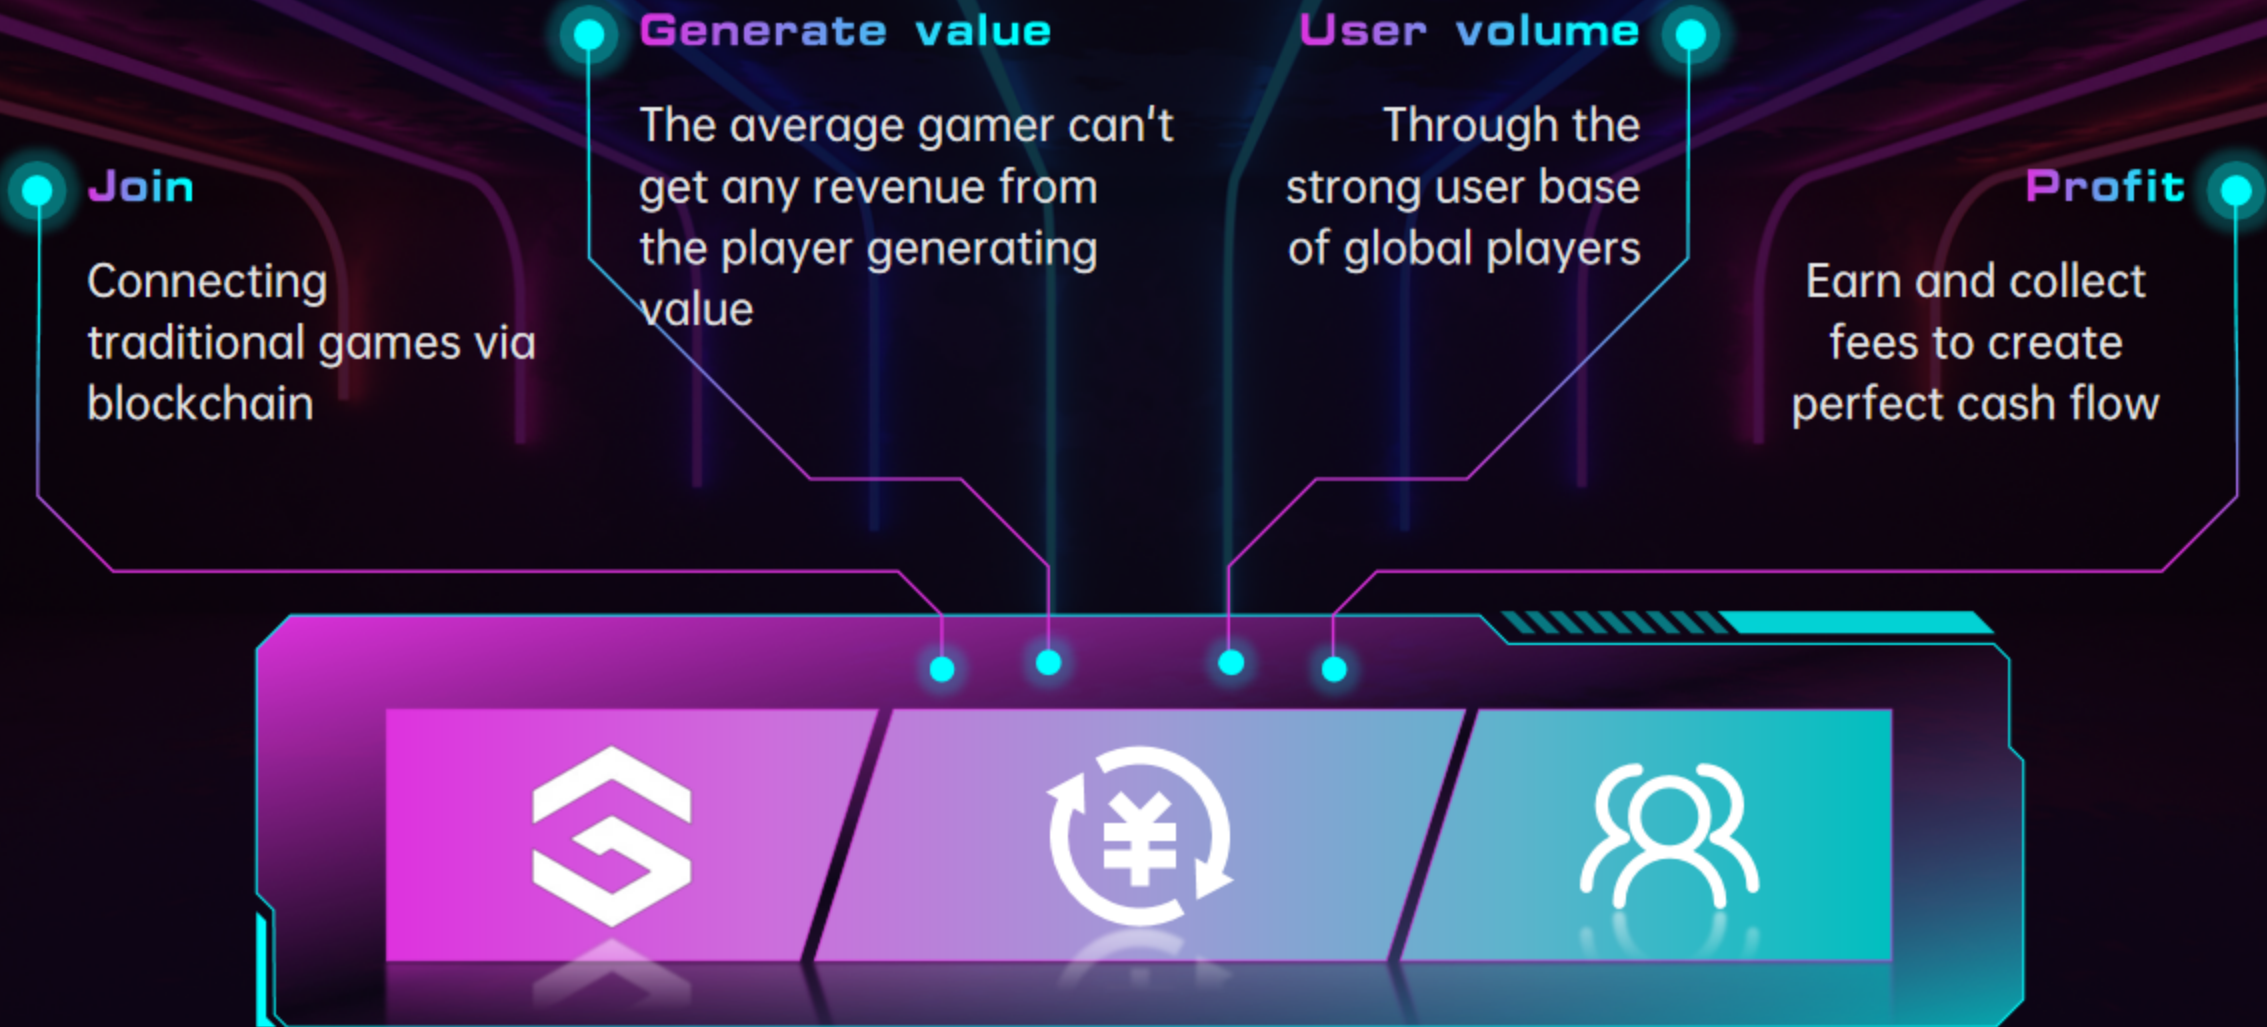 Generate value
The average gamer can't
get any revenue from
the player generating
value
User volume
Through the
strong user base
of global players
Join
Connecting
traditional games via
blockchain
Profit
Earn and collect
fees to create
perfect cash flow
¥